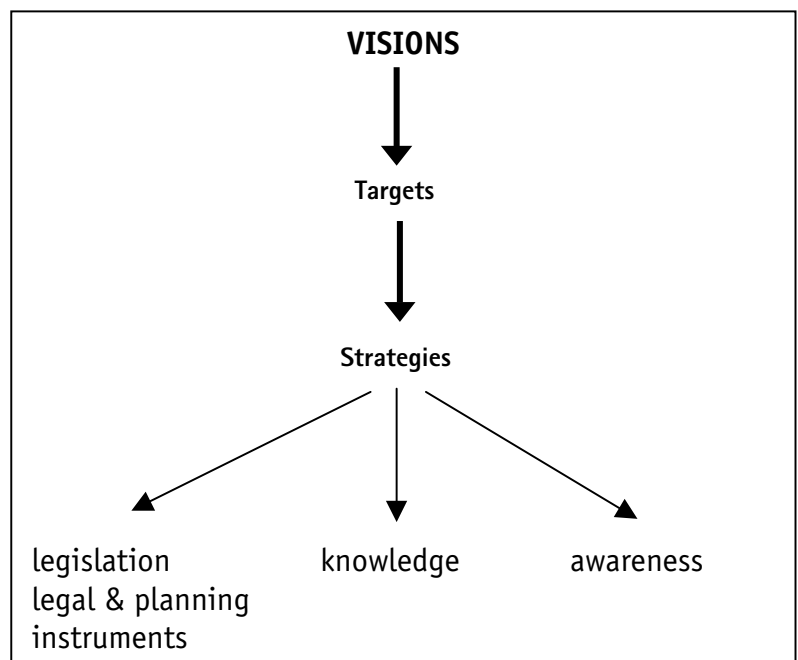 VISIONS
Targets
Strategies
legislation
legal & planning
instruments
knowledge
awareness